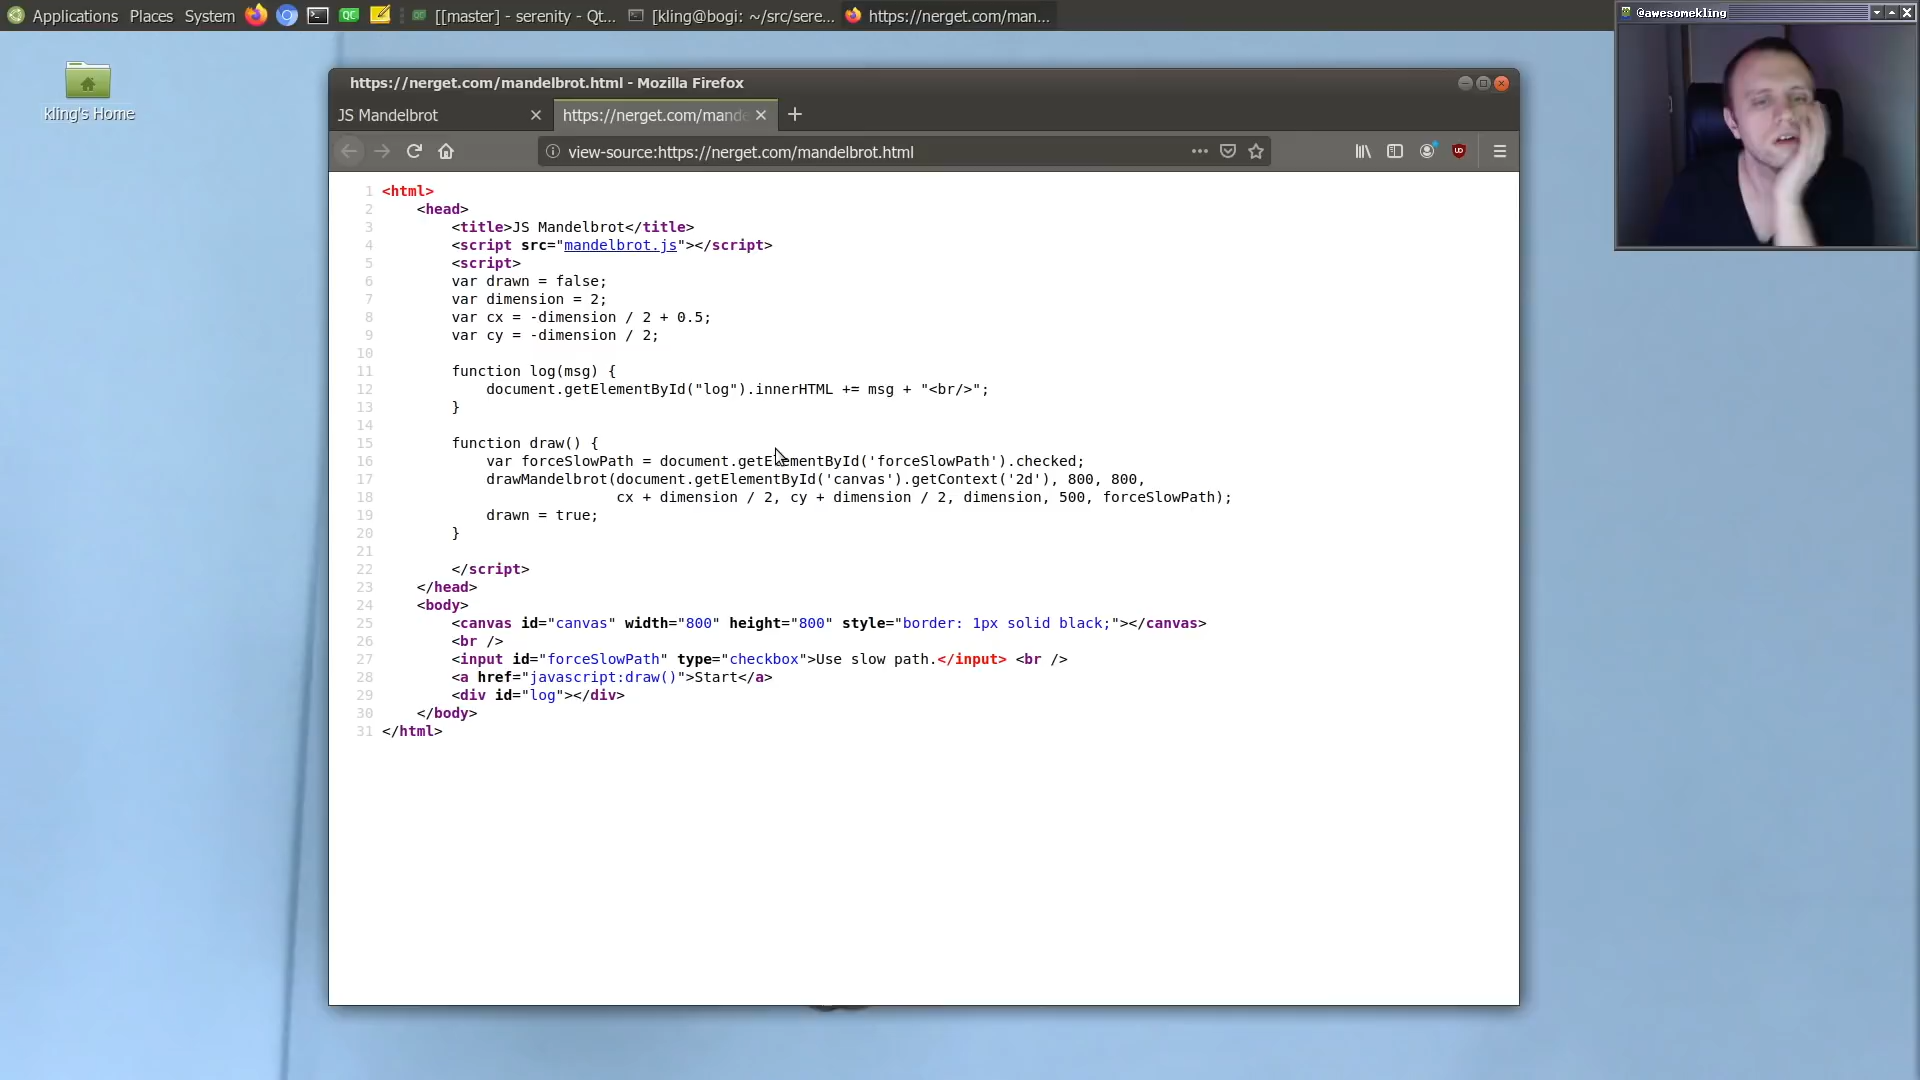 Applications Places System [[master] - serenity - Qt... [kling@bogi: ~/src/sere... https://nerget.com/man...
@awesomekling
kling's Home
https://nerget.com/mandelbrot.html - Mozilla Firefox
JS Mandelbrot https://nerget.com/mande
view-source:https://nerget.com/mandelbrot.html
1 <html>
2 <head>
3 <title>JS Mandelbrot</title>
4 <script src="mandelbrot.js"></script>
5 <script>
6 var drawn = false;
7 var dimension = 2;
8 var cx = -dimension / 2 + 0.5;
9 var cy = -dimension / 2;
10
11 function log(msg) {
12 document.getElementById("log").innerHTML += msg + "<br/>";
13 }
14
15 function draw() {
16 var forceSlowPath = document.getElementById('forceSlowPath').checked;
17 drawMandelbrot(document.getElementById('canvas').getContext('2d'), 800, 800,
18 cx + dimension / 2, cy + dimension / 2, dimension, 500, forceSlowPath);
19 drawn = true;
20 }
21
22 </script>
23 </head>
24 <body>
25 <canvas id="canvas" width="800" height="800" style="border: 1px solid black;"></canvas>
26 <br />
27 <input id="forceSlowPath" type="checkbox">Use slow path.</input> <br />
28 <a href="javascript:draw()">Start</a>
29 <div id="log"></div>
30 </body>
31 </html>